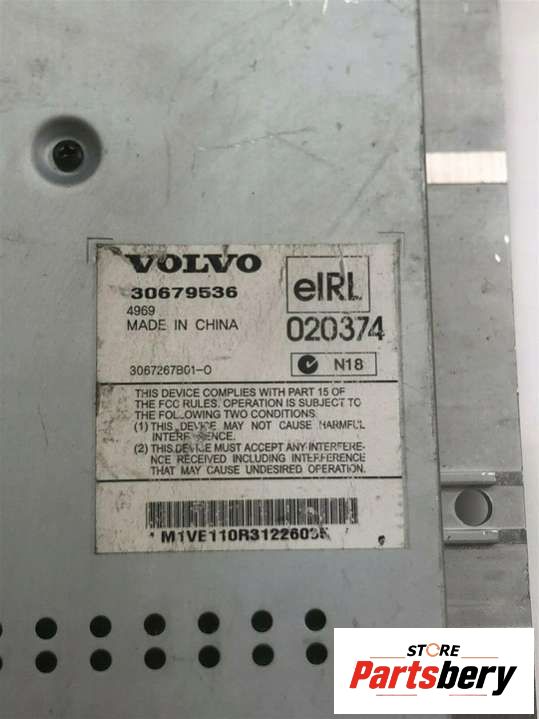 VOLVO
30679536
4969
MADE IN CHINA
eIRL
020374
3067267B01-0
N18
THIS DEVICE COMPLIES WITH PART 15 OF
THE FCC RULES. OPERATION IS SUBJECT TO
THE FOLLOWING TWO CONDITIONS.
(1) THIS DEVICE MAY NOT CAUSE HARMFUL
INTERFERENCE.
(2) THIS DEVICE MUST ACCEPT ANY INTERFERE-
NCE RECEIVED INCLUDING INTERFERENCE
THAT MAY CAUSE UNDESIRED OPERATION.
STORE
Partsbery